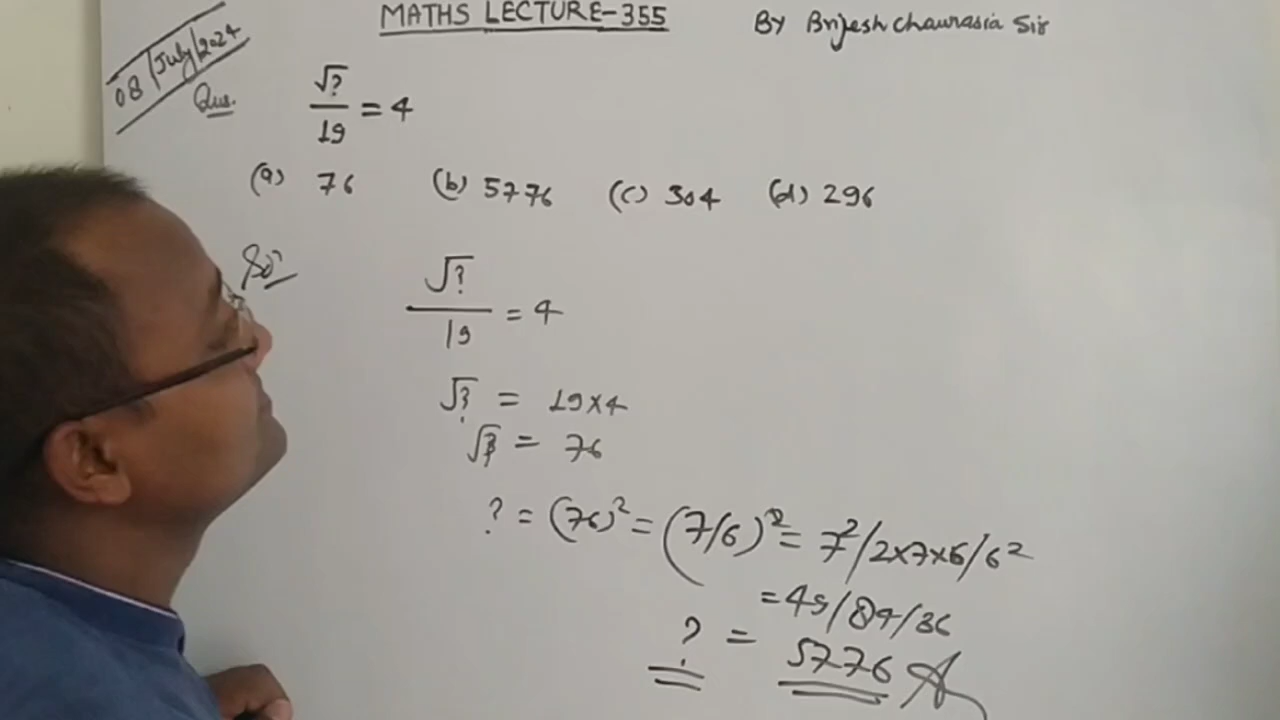 MATHS LECTURE-355
By Brijesh Chaurasia Sir
08/July/2024
Que. √?/19 = 4
(a) 76 (b) 5776 (c) 304 (d) 296
Sol?
√?/19 = 4
√? = 19×4
√? = 76
? = (76)² = (7/6)² = 7²/2×7×6/6²
= 49/84/36
? = 5776 A